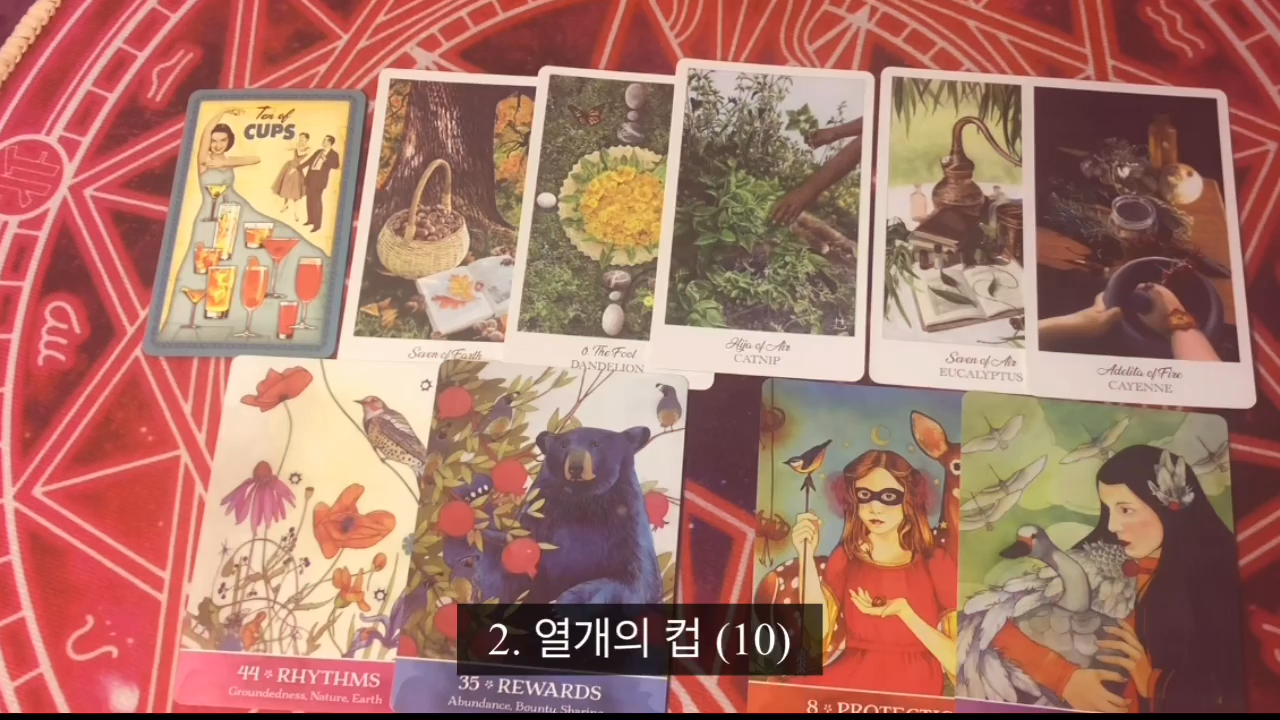 Ten of
CUPS
Seven of Earth
0. The Fool
DANDELION
Hija of Air
CATNIP
Seven of Air
EUCALYPTUS
Adelita of Fire
CAYENNE
44 RHYTHMS
Groundedness, Nature, Earth
35 REWARDS
Abundance, Bounty, Sharing
8 PROTECTIO
2. 열개의 컵 (10)